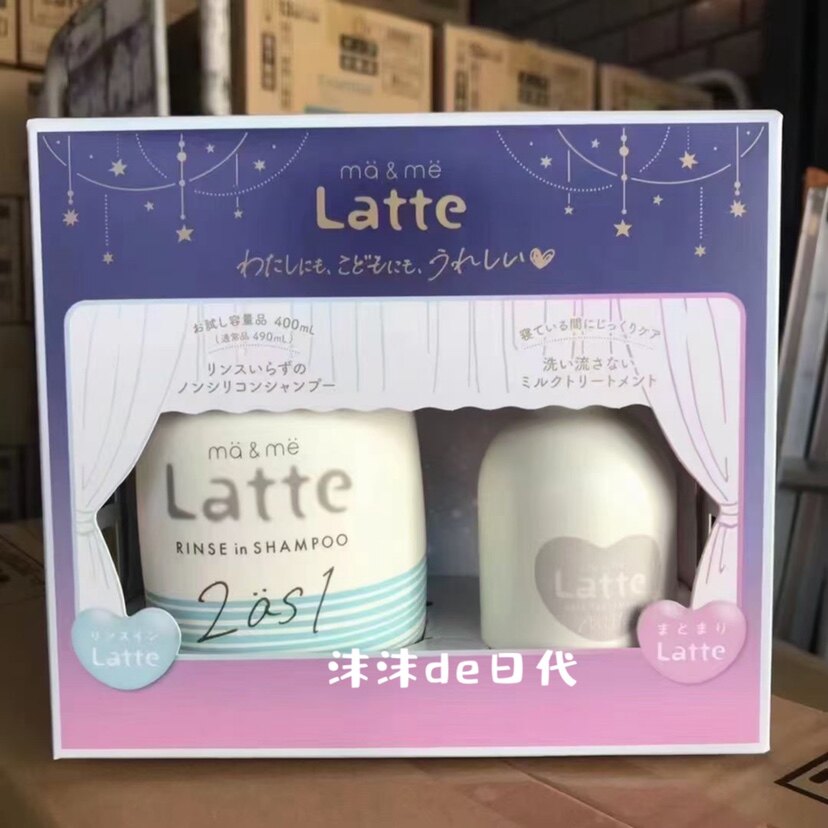 mä & më
Latte
わたしにも、こどもにも、うれしい
お試し容量品 400mL
(通常品 490mL)
リンスいらずの
ノンシリコンシャンプー
寝ている間にじっくりケア
洗い流さない
ミルクトリートメント
mä & më
Latte
RINSE in SHAMPOO
2äs1
Latte
リンスイン
Latte
まとまり
Latte
沫沫de日代